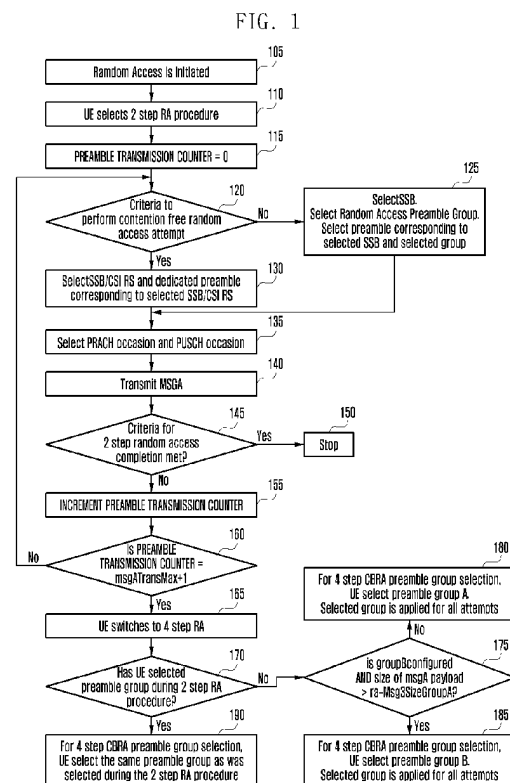 FIG. 1
105
Ramdom Access is Initiated
110
UE selects 2 step RA procedure
115
PREAMBLE TRANSMISSION COUNTER = 0
120
Criteria to
perform contention free random
access attempt
No
Yes
125
SelectSSB.
Select Random Access Preamble Group.
Select preamble corresponding to
selected SSB and selected group
130
SelectSSB/CSI RS and dedicated preamble
corresponding to selected SSB/CSI RS
135
Select PRACH occasion and PUSCH occasion
140
Transmit MSGA
145
Criteria for
2 step random access
completion met?
Yes
150
Stop
No
155
INCREMENT PREAMBLE TRANSMISSION COUNTER
160
Is PREAMBLE
TRANSMISSION COUNTER =
msgATransMax+1
No
Yes
165
UE switches to 4 step RA
170
Has UE selected
preamble group during 2 step RA
procedure?
No
Yes
175
is groupBconfigured
AND size of msgA payload
> ra-Msg3SizeGroupA?
No
180
For 4 step CBRA preamble group selection,
UE select preamble group A.
Selected group is applied for all attempts
Yes
185
For 4 step CBRA preamble group selection,
UE select preamble group B.
Selected group is applied for all attempts
190
For 4 step CBRA preamble group selection,
UE select the same preamble group as was
selected during the 2 step RA procedure